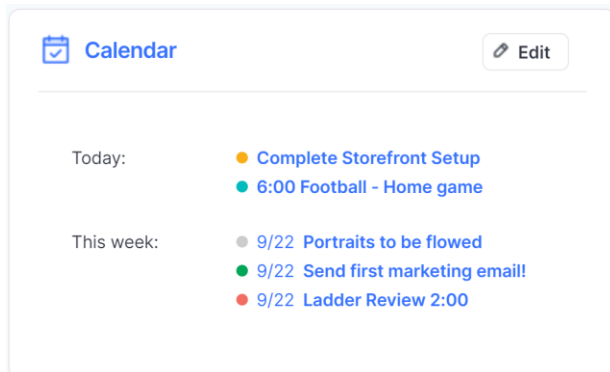 Calendar
Edit
Today:
Complete Storefront Setup
6:00 Football - Home game
This week:
9/22 Portraits to be flowed
9/22 Send first marketing email!
9/22 Ladder Review 2:00